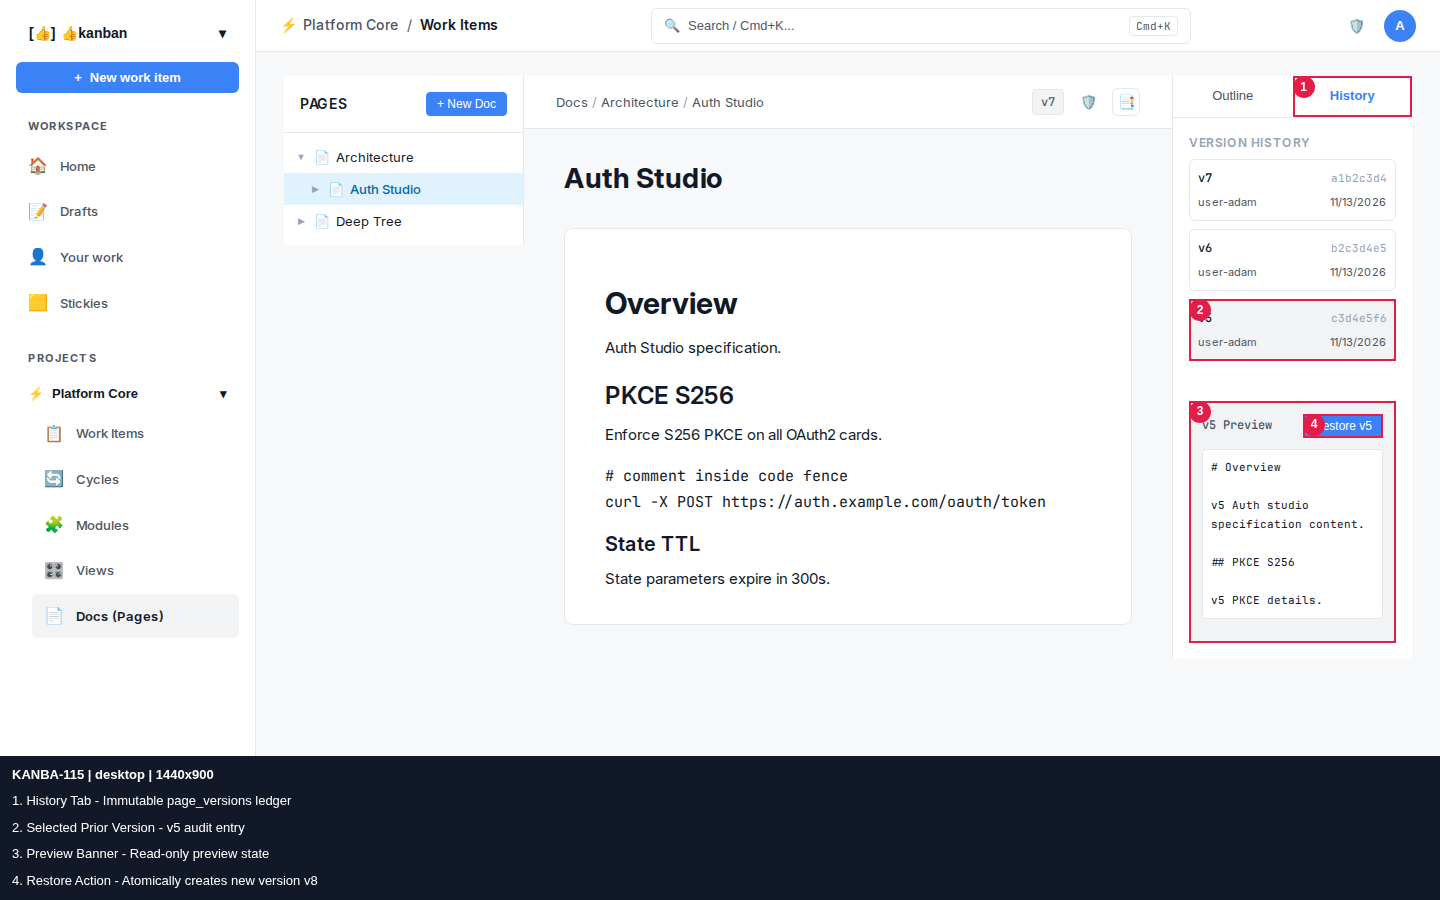 [👍] 👍kanban ▼
+ New work item
WORKSPACE
Home
Drafts
Your work
Stickies
PROJECTS
Platform Core ▼
Work Items
Cycles
Modules
Views
Docs (Pages)
Platform Core / Work Items
Search / Cmd+K...
Cmd+K
A
PAGES
+ New Doc
Architecture
Auth Studio
Deep Tree
Docs / Architecture / Auth Studio
v7
Auth Studio
Overview
Auth Studio specification.
PKCE S256
Enforce S256 PKCE on all OAuth2 cards.
# comment inside code fence
curl -X POST https://auth.example.com/oauth/token
State TTL
State parameters expire in 300s.
Outline
1
History
VERSION HISTORY
v7 a1b2c3d4
user-adam 11/13/2026
v6 b2c3d4e5
user-adam 11/13/2026
2
c3d4e5f6
user-adam 11/13/2026
3
v5 Preview
4
estore v5
# Overview
v5 Auth studio
specification content.
## PKCE S256
v5 PKCE details.
KANBA-115 | desktop | 1440x900
1. History Tab - Immutable page_versions ledger
2. Selected Prior Version - v5 audit entry
3. Preview Banner - Read-only preview state
4. Restore Action - Atomically creates new version v8